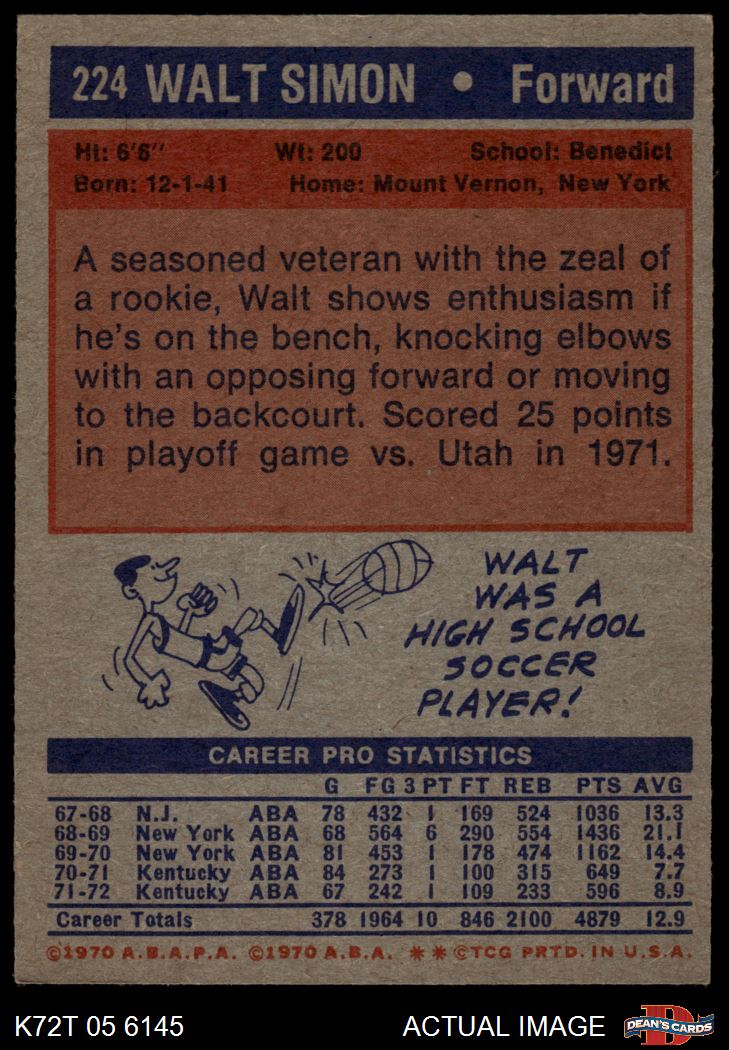 224 WALT SIMON • Forward
Ht: 6'6" Wt: 200 School: Benedict
Born: 12-1-41 Home: Mount Vernon, New York
A seasoned veteran with the zeal of
a rookie, Walt shows enthusiasm if
he's on the bench, knocking elbows
with an opposing forward or moving
to the backcourt. Scored 25 points
in playoff game vs. Utah in 1971.
WALT
WAS A
HIGH SCHOOL
SOCCER
PLAYER!
CAREER PRO STATISTICS
G FG 3 PT FT REB PTS AVG
67-68 N.J. ABA 78 432 1 169 524 1036 13.3
68-69 New York ABA 68 564 6 290 554 1436 21.1
69-70 New York ABA 81 453 1 178 474 1162 14.4
70-71 Kentucky ABA 84 273 1 100 315 649 7.7
71-72 Kentucky ABA 67 242 1 109 233 596 8.9
Career Totals 378 1964 10 846 2100 4879 12.9
©1970 A.B.A.P.A. ©1970 A.B.A. ** ©TCG PRTD. IN U.S.A.
K72T 05 6145 ACTUAL IMAGE D DEAN'S CARDS